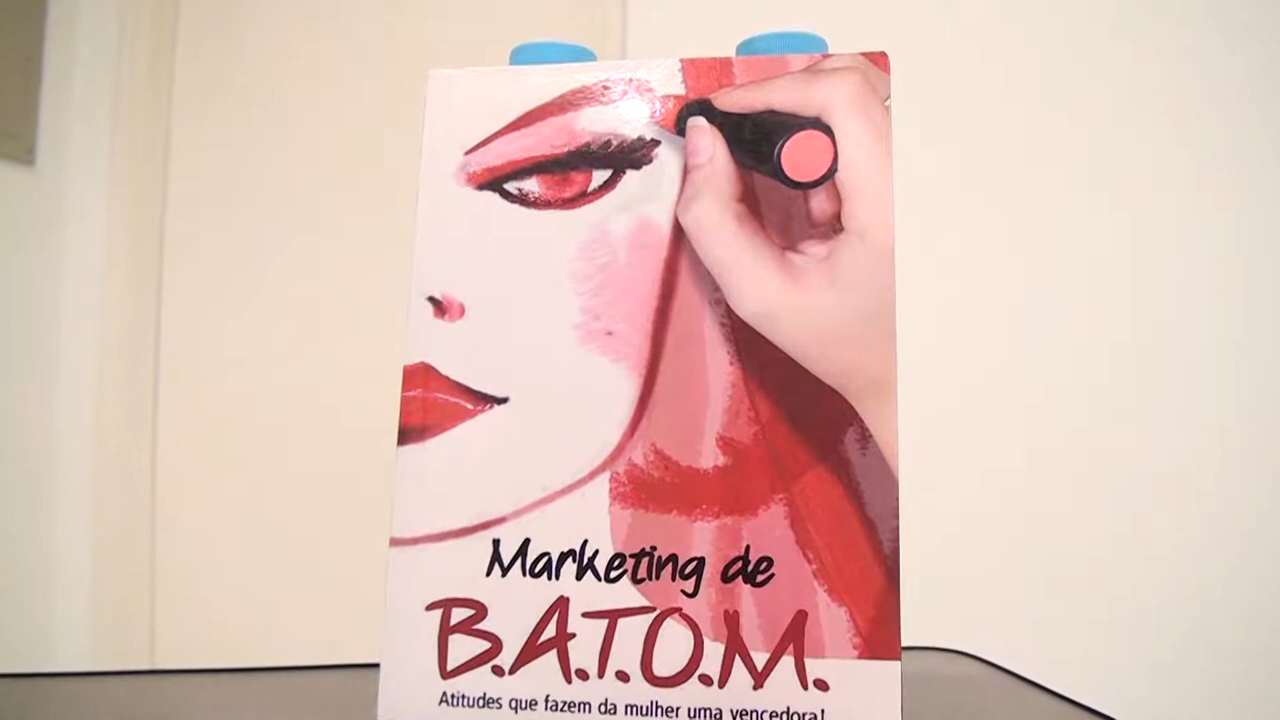 Marketing de
B.A.T.O.M.
Atitudes que fazem da mulher uma vencedora!